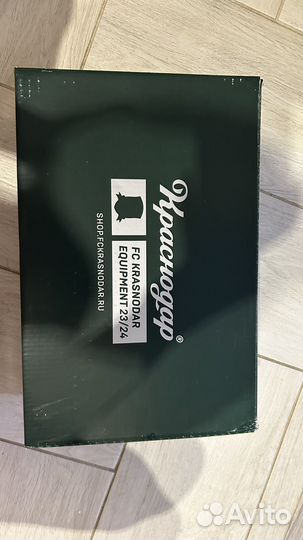 Краснодар®
FC KRASNODAR
EQUIPMENT 23/24
SHOP.FCKRASNODAR.RU
Avito